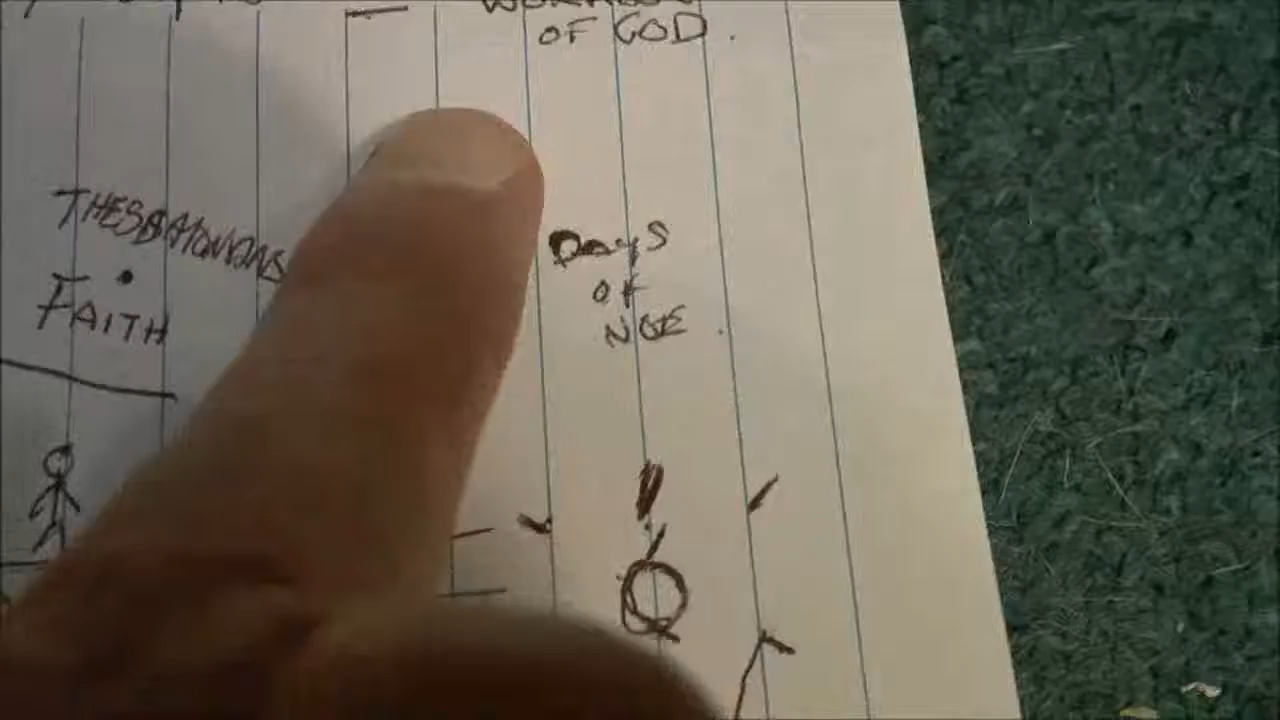 OF GOD.
THESSALONIANS
FAITH
Days
of
NOE.